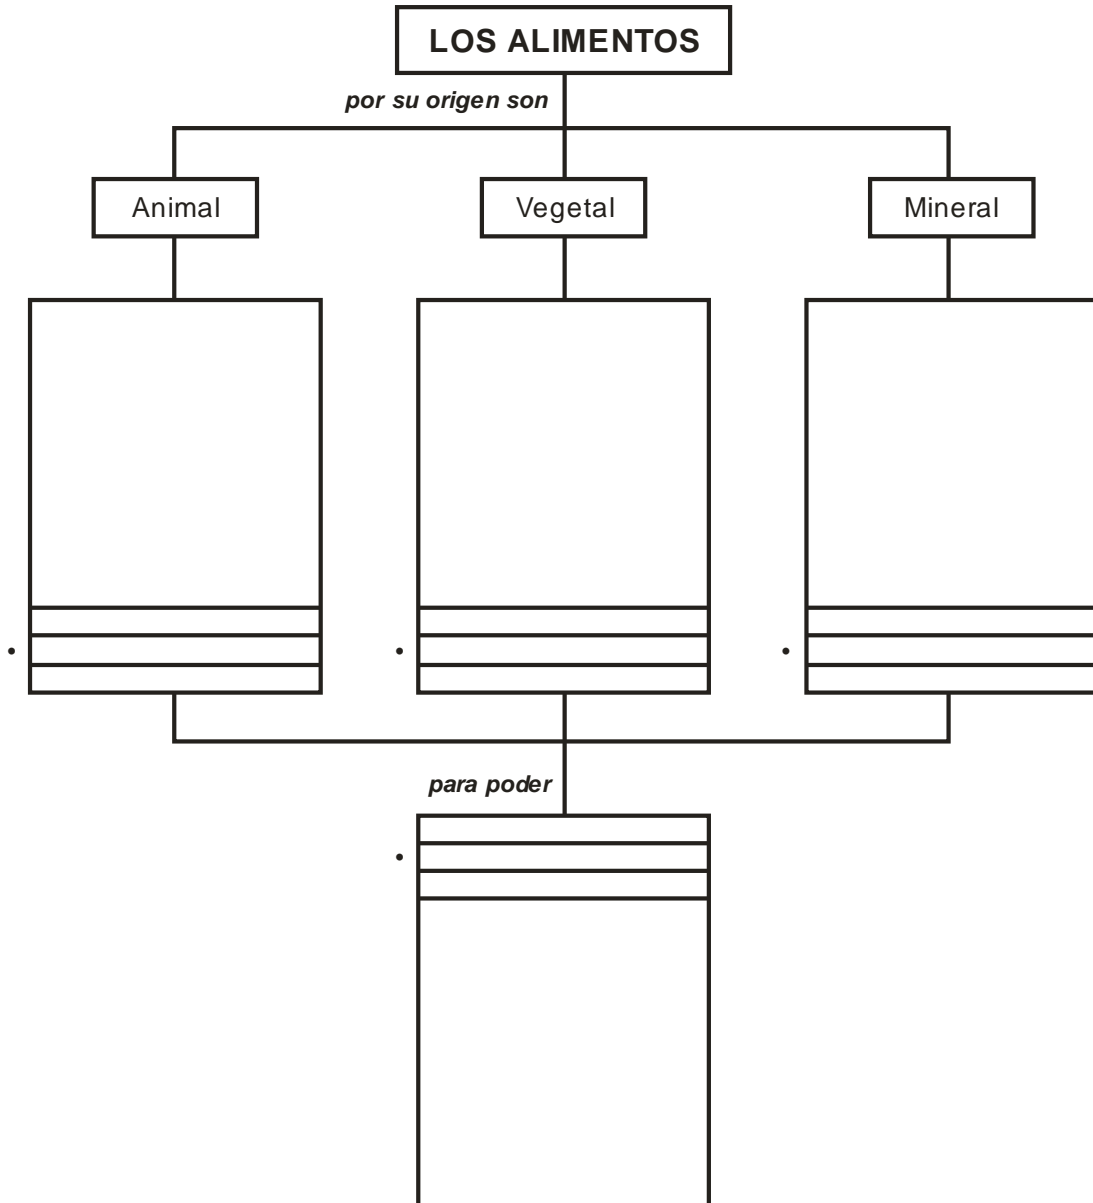 LOS ALIMENTOS
por su origen son
Animal
Vegetal
Mineral
•
•
•
para poder
•